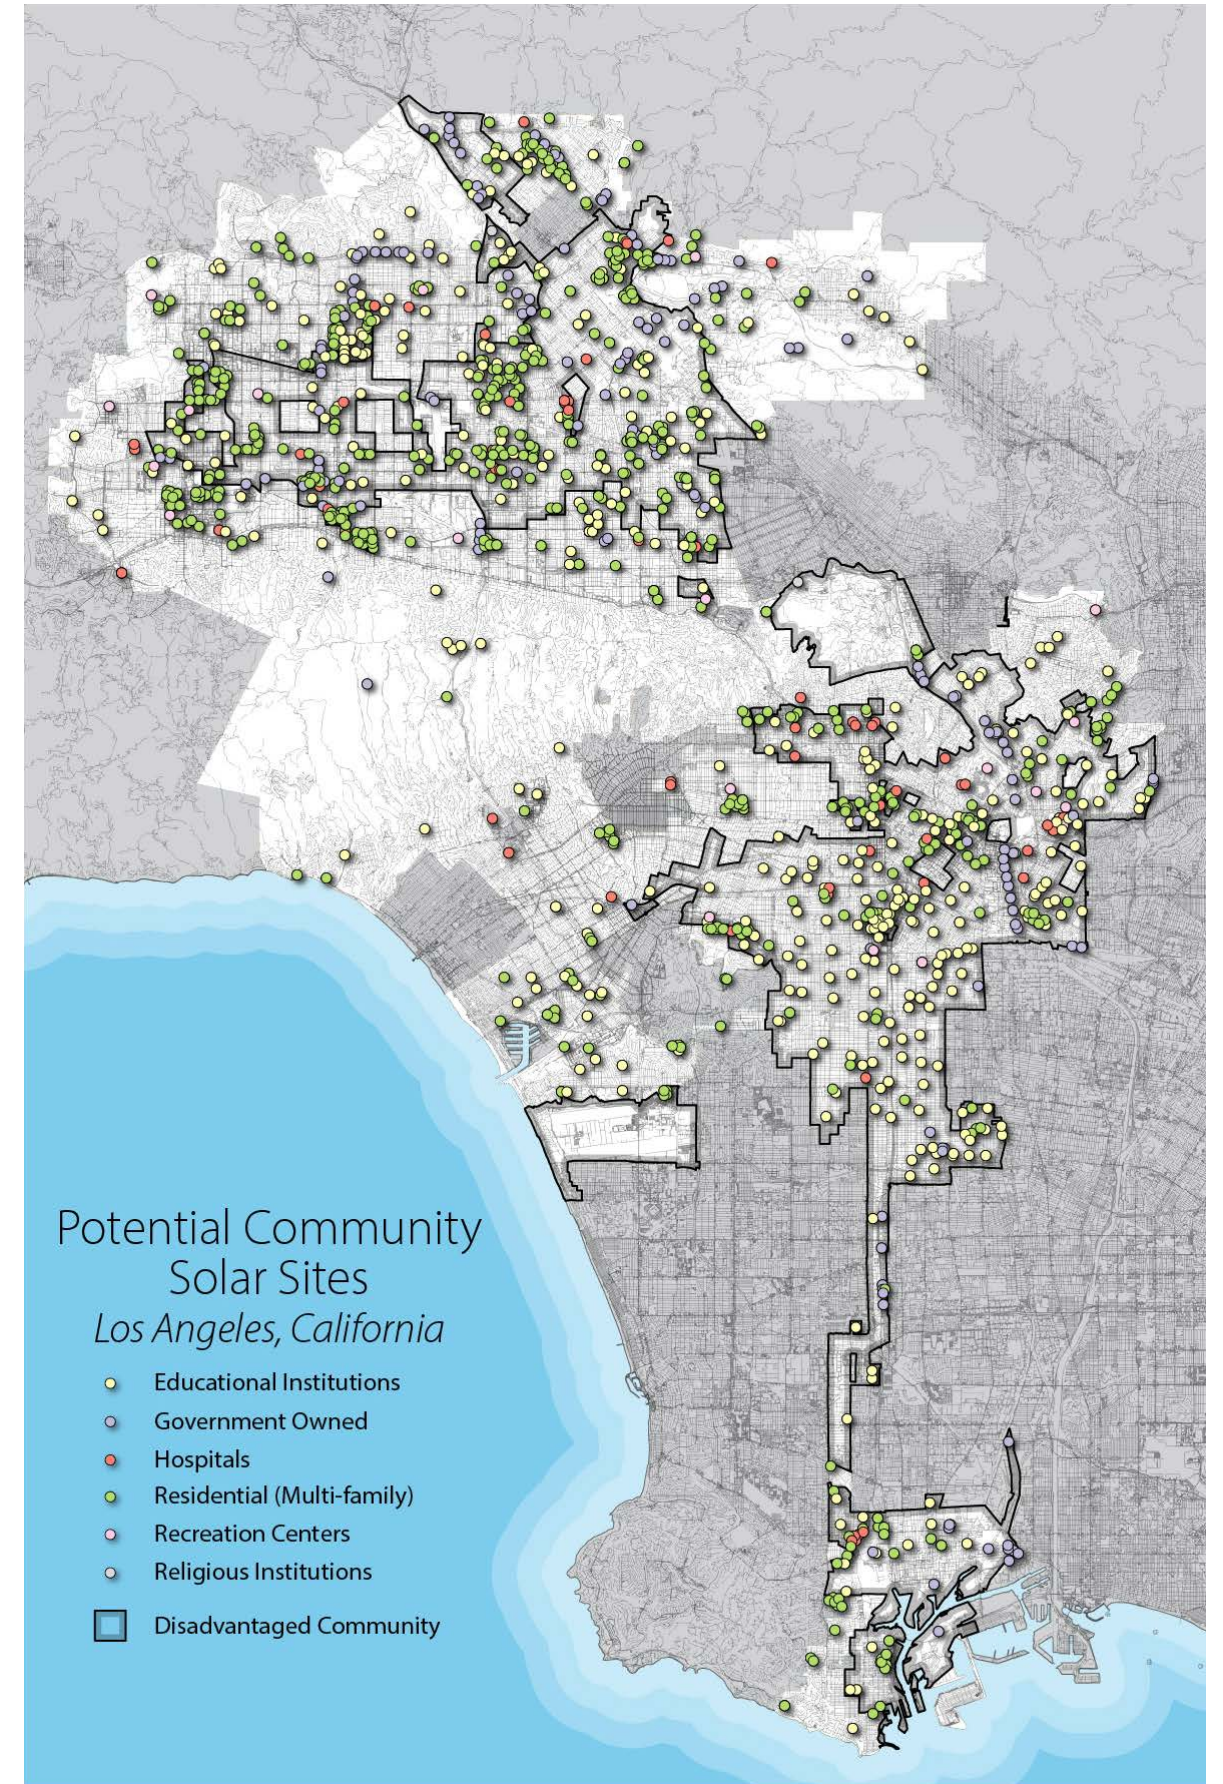 Potential Community
Solar Sites
Los Angeles, California
Educational Institutions
Government Owned
Hospitals
Residential (Multi-family)
Recreation Centers
Religious Institutions
Disadvantaged Community